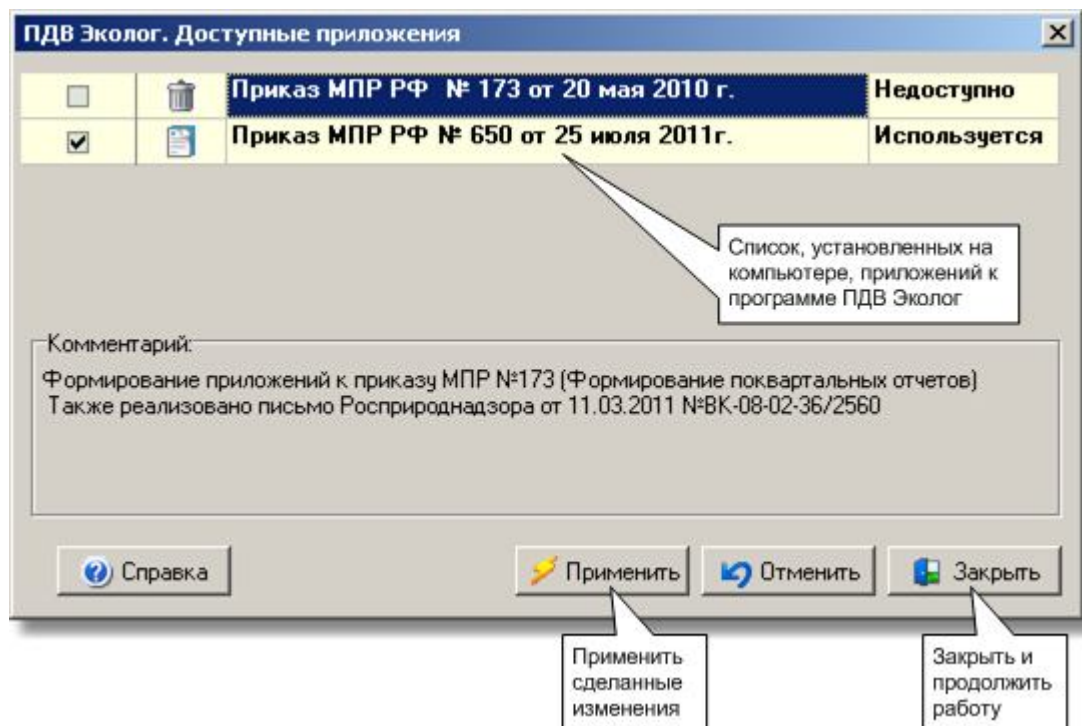 ПДВ Эколог. Доступные приложения
Приказ МПР РФ № 173 от 20 мая 2010 г. Недоступно
Приказ МПР РФ № 650 от 25 июля 2011г. Используется
Список, установленных на
компьютере, приложений к
программе ПДВ Эколог
Комментарий:
Формирование приложений к приказу МПР №173 (Формирование поквартальных отчетов)
Также реализовано письмо Росприроднадзора от 11.03.2011 №ВК-08-02-36/2560
Справка Применить Отменить Закрыть
Применить
сделанные
изменения
Закрыть и
продолжить
работу